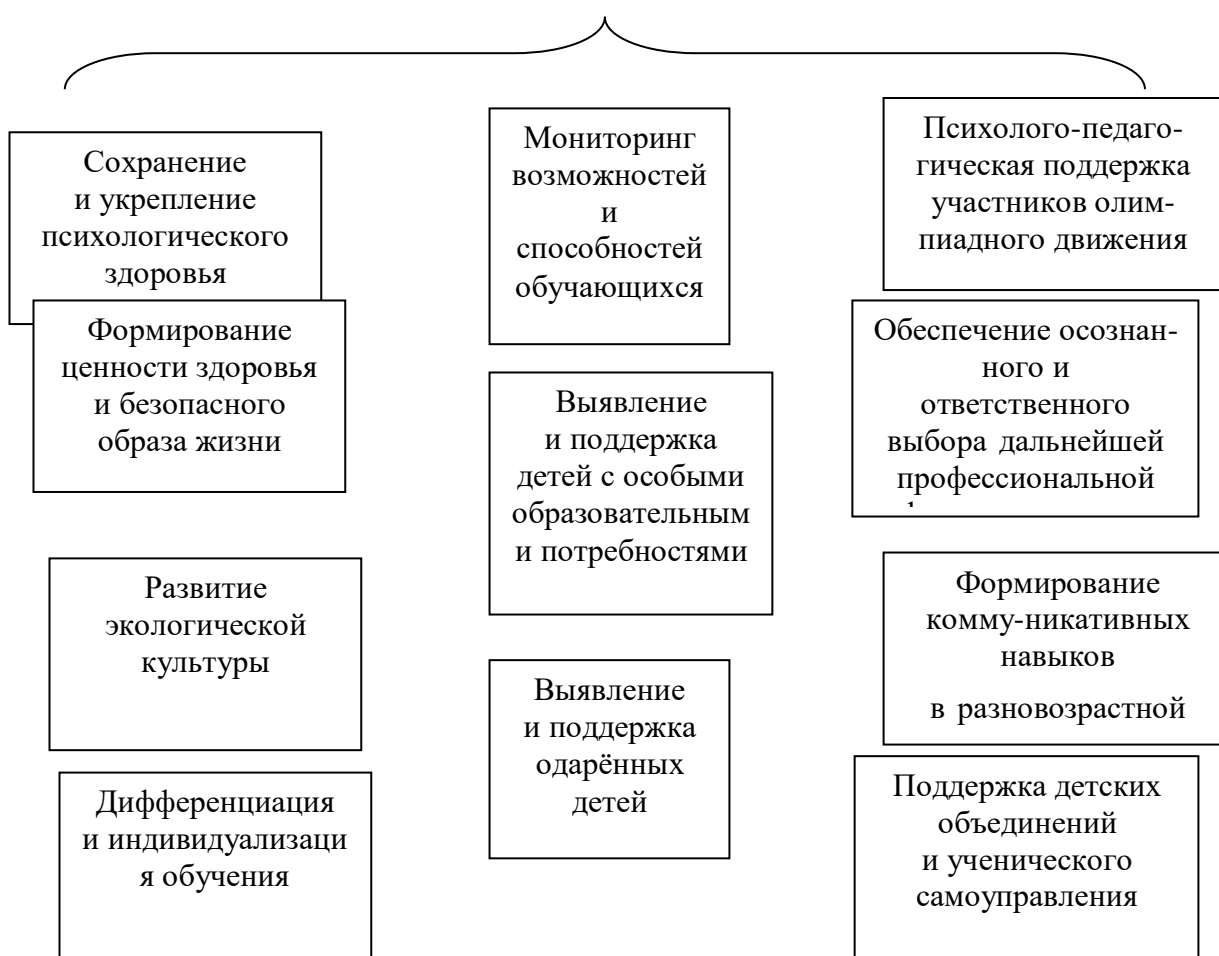 Сохранение
и укрепление
психологического
здоровья
Формирование
ценности здоровья
и безопасного
образа жизни
Развитие
экологической
культуры
Дифференциация
и индивидуализаци
я обучения
Мониторинг
возможностей
и
способностей
обучающихся
Выявление
и поддержка
детей с особыми
образовательным
и потребностями
Выявление
и поддержка
одарённых
детей
Психолого-педаго-
гическая поддержка
участников олим-
пиадного движения
Обеспечение осознан-
ного и
ответственного
выбора дальнейшей
профессиональной
Формирование
комму-никативных
навыков
в разновозрастной
Поддержка детских
объединений
и ученического
самоуправления